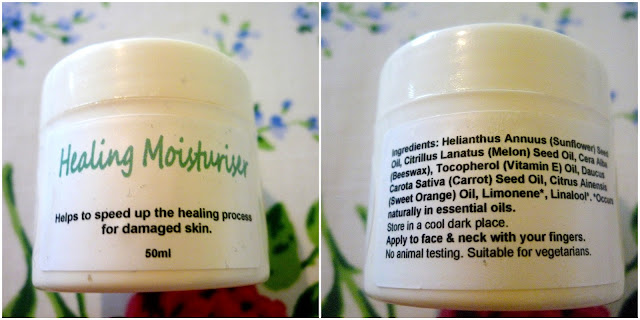 Healing Moisturiser
Helps to speed up the healing process
for damaged skin.
50ml
Ingredients: Helianthus Annuus (Sunflower) Seed
Oil, Citrillus Lanatus (Melon) Seed Oil, Cera Alba
(Beeswax), Tocopherol (Vitamin E) Oil, Daucus
Carota Sativa (Carrot) Seed Oil, Citrus Ainensis
(Sweet Orange) Oil, Limonene*, Linalool*. *Occurs
naturally in essential oils.
Store in a cool dark place.
Apply to face & neck with your fingers.
No animal testing. Suitable for vegetarians.